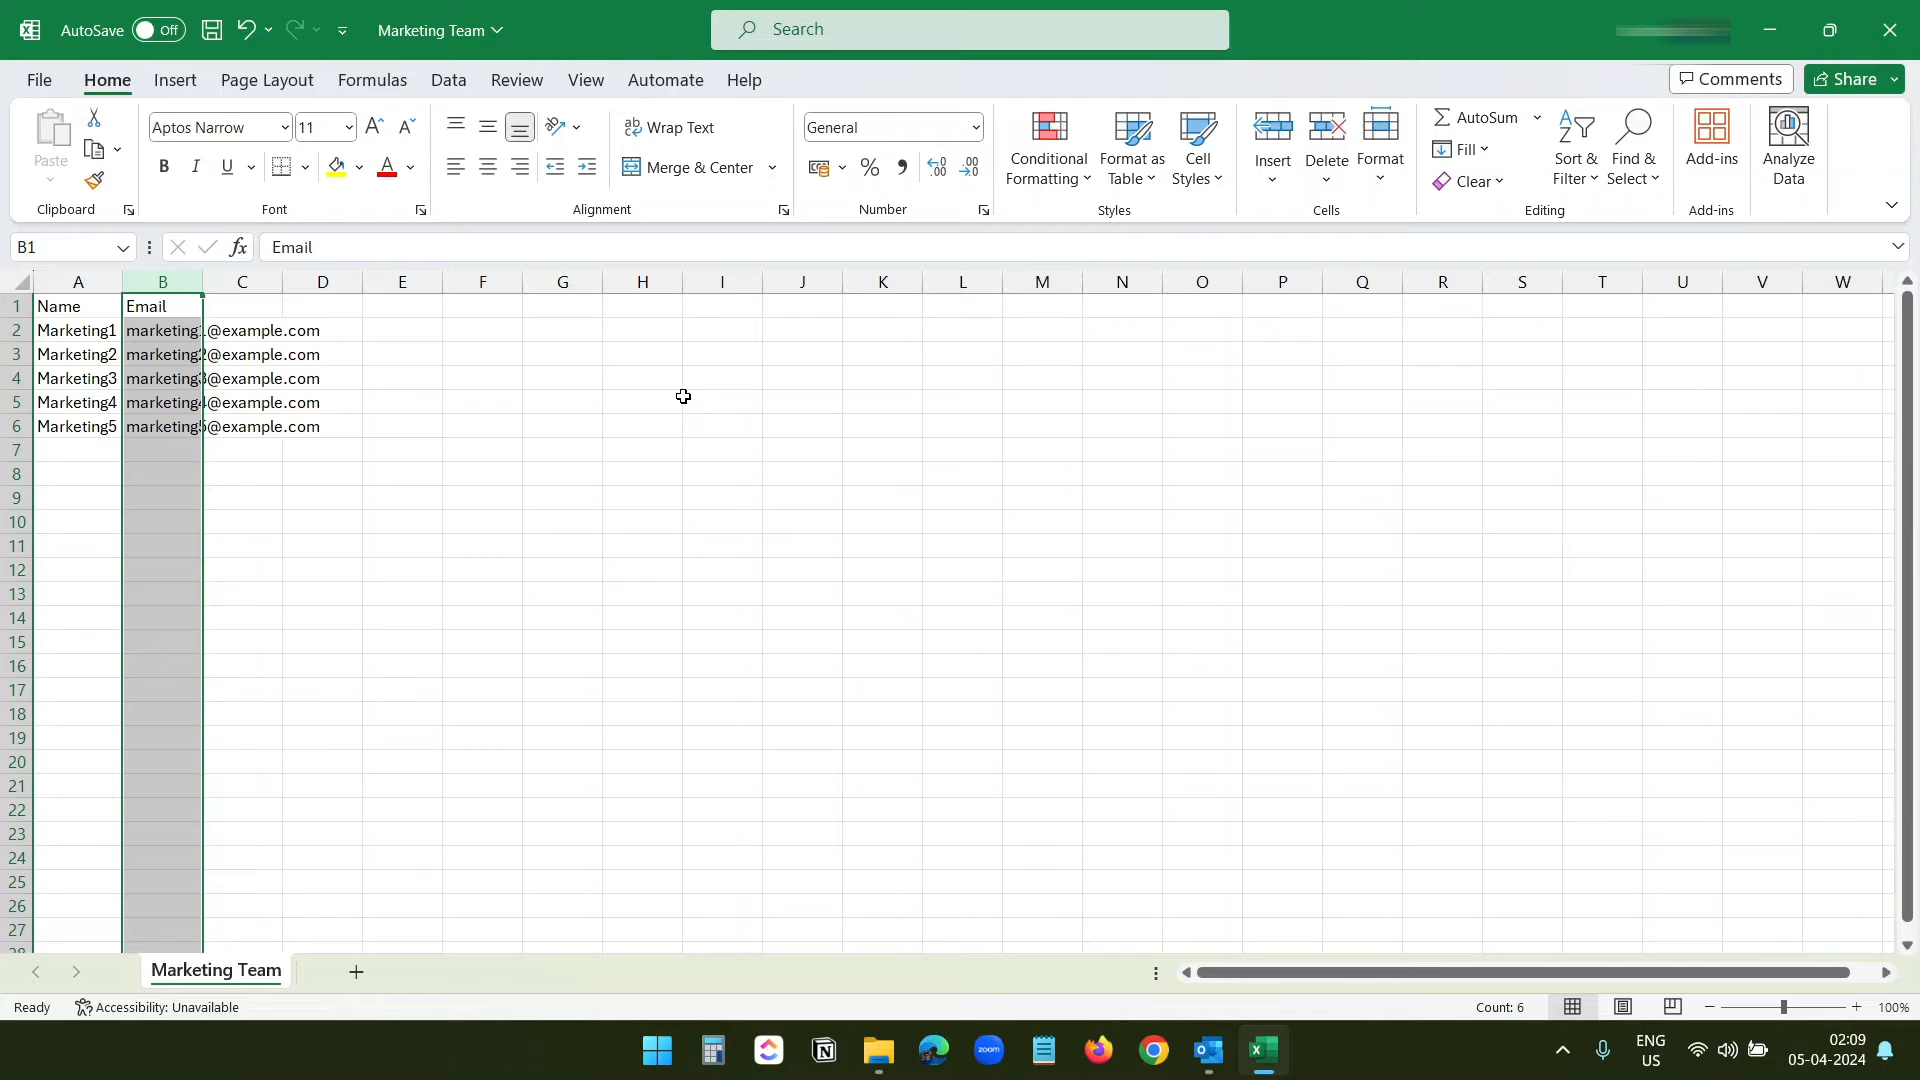 AutoSave Off Marketing Team Search
File Home Insert Page Layout Formulas Data Review View Automate Help Comments Share
Aptos Narrow 11 Wrap Text General AutoSum
Paste Conditional Formatting Format as Table Cell Styles Insert Delete Format Fill Sort & Filter Find & Select Add-ins Analyze Data
B I U Merge & Center % , Clear
Clipboard Font Alignment Number Styles Cells Editing Add-ins
B1 fx Email
A B C D E F G H I J K L M N O P Q R S T U V W
1 Name Email
2 Marketing1 marketing1@example.com
3 Marketing2 marketing2@example.com
4 Marketing3 marketing3@example.com
5 Marketing4 marketing4@example.com
6 Marketing5 marketing5@example.com
7
8
9
10
11
12
13
14
15
16
17
18
19
20
21
22
23
24
25
26
27
28
Marketing Team
Ready Accessibility: Unavailable Count: 6 100%
zoom ENG US 02:09
05-04-2024